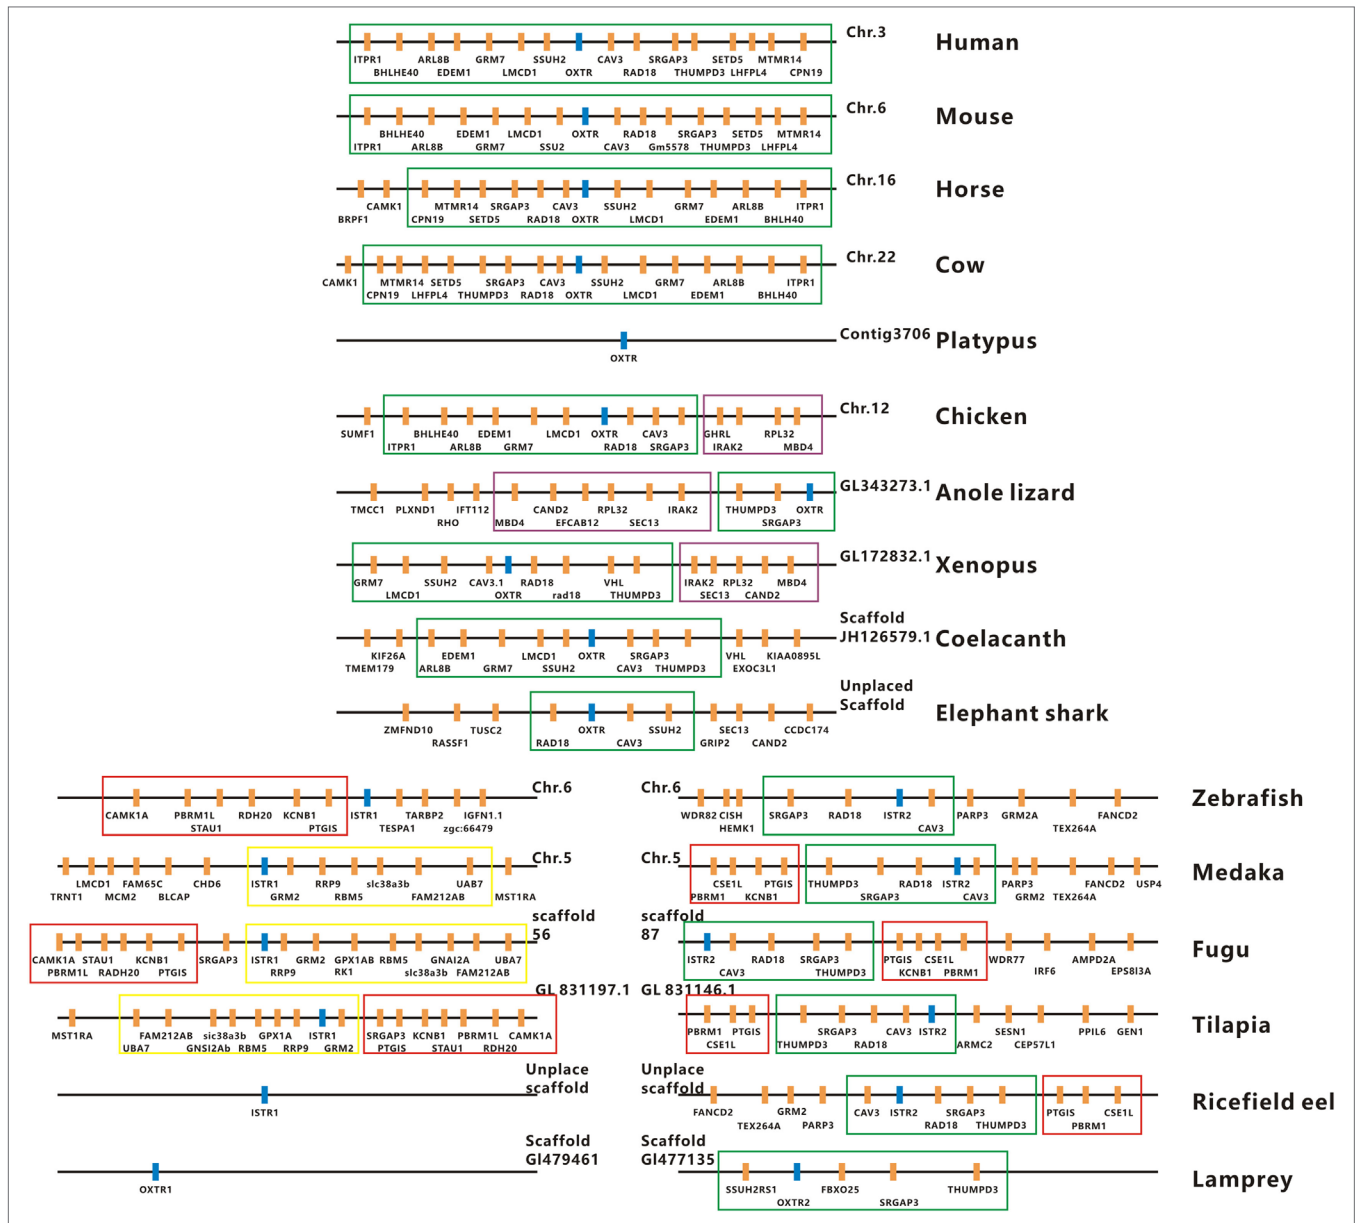 Chr.3
Human
ITPR1 ARL8B GRM7 SSUH2 CAV3 SRGAP3 SETD5 MTMR14
BHLHE40 EDEM1 LMCD1 OXTR RAD18 THUMPD3 LHFPL4 CPN19
Chr.6
Mouse
BHLHE40 EDEM1 LMCD1 OXTR RAD18 SRGAP3 SETD5 MTMR14
ITPR1 ARL8B GRM7 SSU2 CAV3 Gm5578 THUMPD3 LHFPL4
Chr.16
Horse
CAMK1 MTMR14 SRGAP3 CAV3 SSUH2 GRM7 ARL8B ITPR1
BRPF1 CPN19 SETD5 RAD18 OXTR LMCD1 EDEM1 BHLH40
Chr.22
Cow
CAMK1 MTMR14 SETD5 SRGAP3 CAV3 SSUH2 GRM7 ARL8B ITPR1
CPN19 LHFPL4 THUMPD3 RAD18 OXTR LMCD1 EDEM1 BHLH40
Contig3706 Platypus
OXTR
Chr.12
Chicken
SUMF1 BHLHE40 EDEM1 LMCD1 OXTR CAV3 GHRL RPL32
ITPR1 ARL8B GRM7 RAD18 SRGAP3 IRAK2 MBD4
GL343273.1 Anole lizard
TMCC1 PLXND1 IFT112 CAND2 RPL32 IRAK2 THUMPD3 OXTR
RHO MBD4 EFCAB12 SEC13 SRGAP3
GL172832.1
Xenopus
GRM7 SSUH2 CAV3.1 RAD18 VHL IRAK2 RPL32 MBD4
LMCD1 OXTR rad18 THUMPD3 SEC13 CAND2
Scaffold
JH126579.1 Coelacanth
KIF26A EDEM1 LMCD1 OXTR SRGAP3 VHL KIAA0895L
TMEM179 ARL8B GRM7 SSUH2 CAV3 THUMPD3 EXOC3L1
Unplaced
Scaffold
Elephant shark
ZMFND10 TUSC2 OXTR SSUH2 SEC13 CCDC174
RASSF1 RAD18 CAV3 GRIP2 CAND2
Chr.6 Chr.6
Zebrafish
CAMK1A PBRM1L RDH20 KCNB1 ISTR1 TARBP2 IGFN1.1 WDR82 CISH SRGAP3 RAD18 ISTR2 PARP3 GRM2A FANCD2
STAU1 PTGIS TESPA1 zgc:66479 HEMK1 CAV3 TEX264A
Chr.5 Chr.5
Medaka
LMCD1 FAM65C CHD6 ISTR1 RRP9 slc38a3b UAB7 CSE1L PTGIS THUMPD3 RAD18 ISTR2 PARP3 TEX264A FANCD2 USP4
TRNT1 MCM2 BLCAP GRM2 RBM5 FAM212AB MST1RA PBRM1 KCNB1 SRGAP3 CAV3 GRM2 TEX264A
scaffold scaffold
56 87
Fugu
CAMK1A STAU1 KCNB1 SRGAP3 ISTR1 GRM2 GPX1AB RBM5 GNAI2A UBA7 ISTR2 RAD18 SRGAP3 PTGIS CSE1L WDR77 AMPD2A
PBRM1L RADH20 PTGIS RRP9 RK1 slc38a3b FAM212AB CAV3 THUMPD3 KCNB1 PBRM1 IRF6 EPS8I3A
GL 831197.1 GL 831146.1
Tilapia
MST1RA FAM212AB sic38a3b GPX1A ISTR1 SRGAP3 KCNB1 PBRM1L CAMK1A PBRM1 PTGIS SRGAP3 CAV3 ISTR2 SESN1 PPIL6 GEN1
UBA7 GNSI2Ab RBM5 RRP9 GRM2 PTGIS STAU1 RDH20 CSE1L THUMPD3 RAD18 ARMC2 CEP57L1
Unplace Unplace
scaffold scaffold
Ricefield eel
ISTR1 FANCD2 GRM2 CAV3 ISTR2 SRGAP3 PTGIS CSE1L
TEX264A PARP3 RAD18 THUMPD3 PBRM1
Scaffold Scaffold
GI479461 GI477135
Lamprey
OXTR1 SSUH2RS1 FBXO25 THUMPD3
OXTR2 SRGAP3